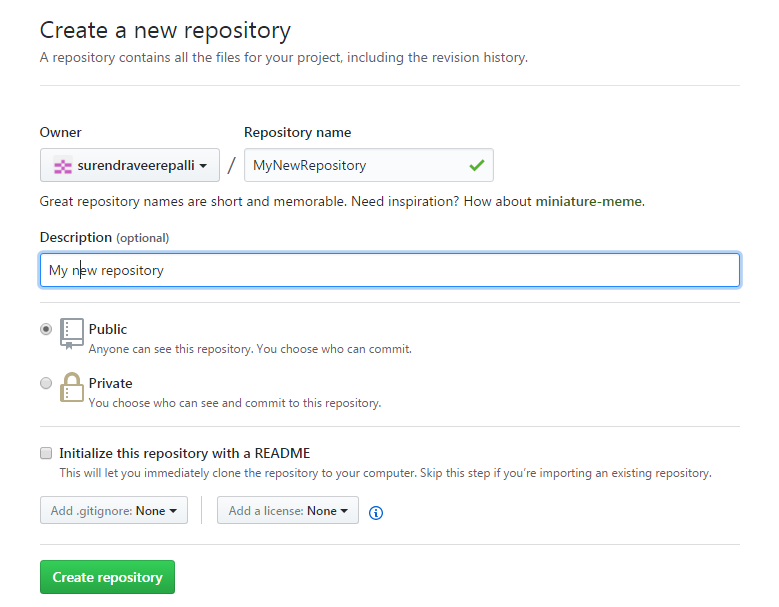 Create a new repository
A repository contains all the files for your project, including the revision history.
Owner Repository name
surendraveerepalli / MyNewRepository
Great repository names are short and memorable. Need inspiration? How about miniature-meme.
Description (optional)
My new repository
Public
Anyone can see this repository. You choose who can commit.
Private
You choose who can see and commit to this repository.
Initialize this repository with a README
This will let you immediately clone the repository to your computer. Skip this step if you’re importing an existing repository.
Add .gitignore: None Add a license: None
Create repository